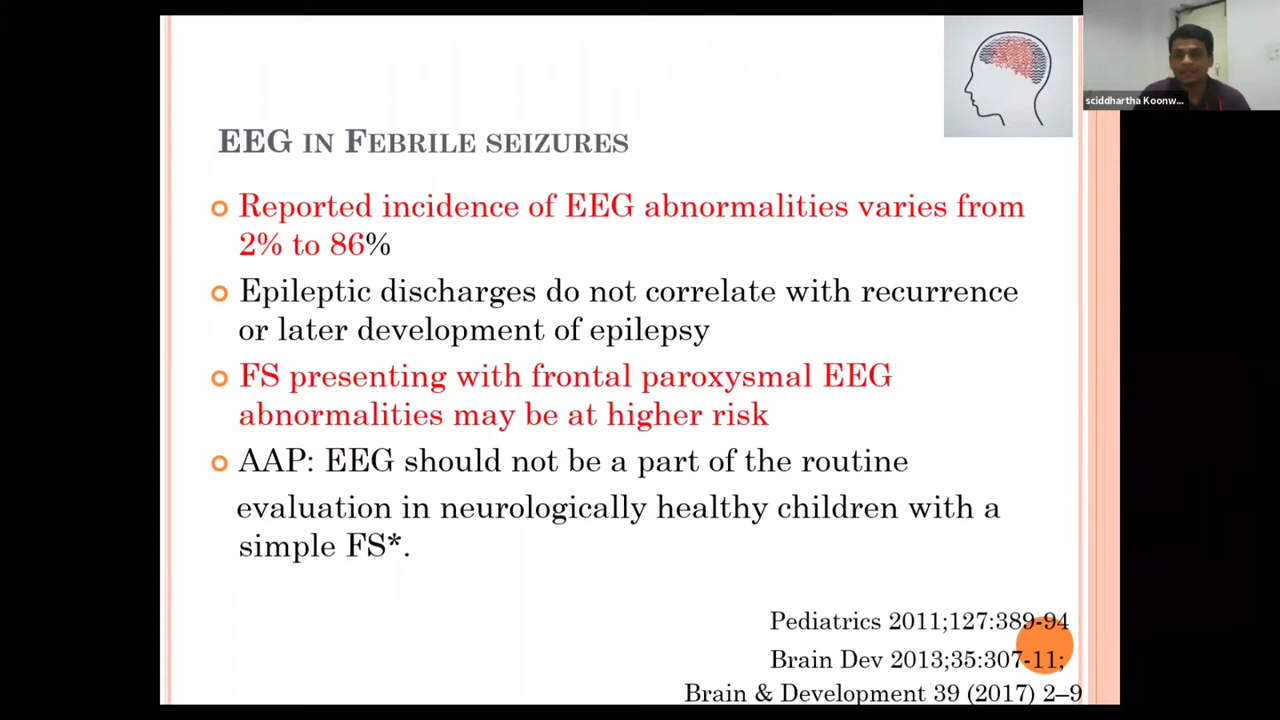 sciddhartha Koonw...
EEG IN FEBRILE SEIZURES
Reported incidence of EEG abnormalities varies from
2% to 86%
Epileptic discharges do not correlate with recurrence
or later development of epilepsy
FS presenting with frontal paroxysmal EEG
abnormalities may be at higher risk
AAP: EEG should not be a part of the routine
evaluation in neurologically healthy children with a
simple FS*.
Pediatrics 2011;127:389-94
Brain Dev 2013;35:307-11;
Brain & Development 39 (2017) 2–9